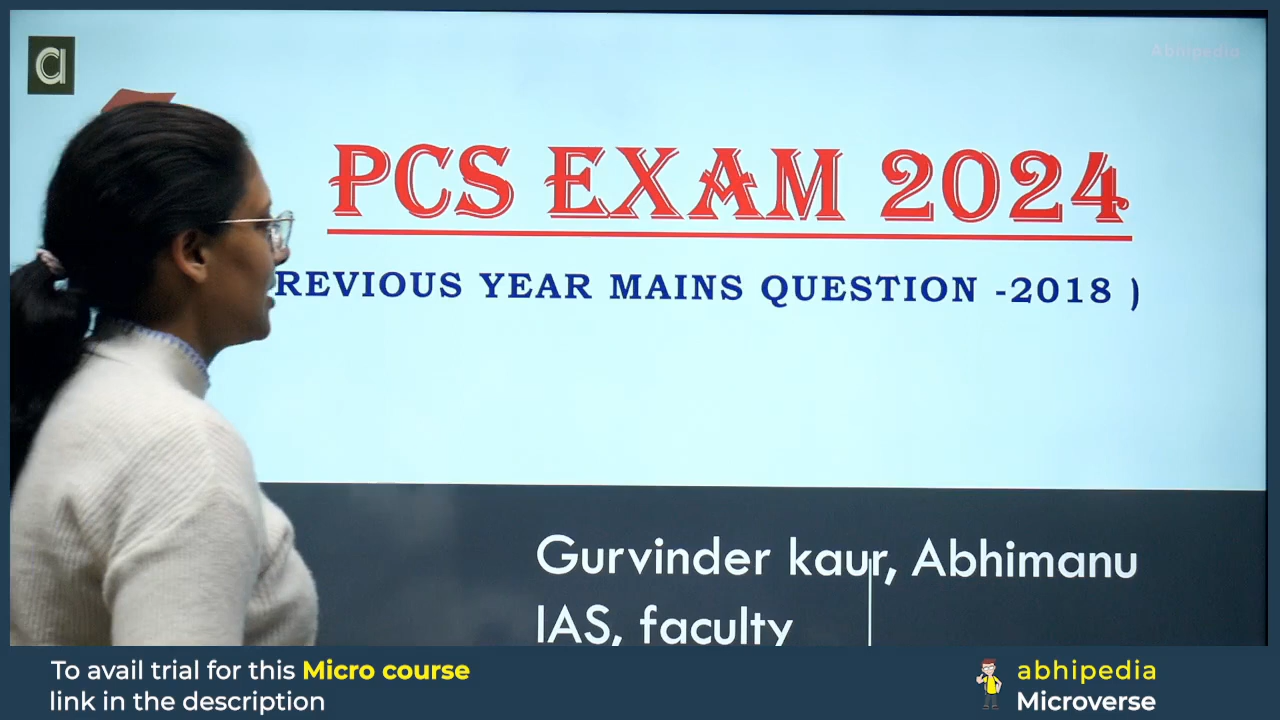 a
Abhipedia
PCS EXAM 2024
REVIOUS YEAR MAINS QUESTION -2018 )
Gurvinder kaur, Abhimanu
IAS, faculty
To avail trial for this Micro course
link in the description
abhipedia
Microverse